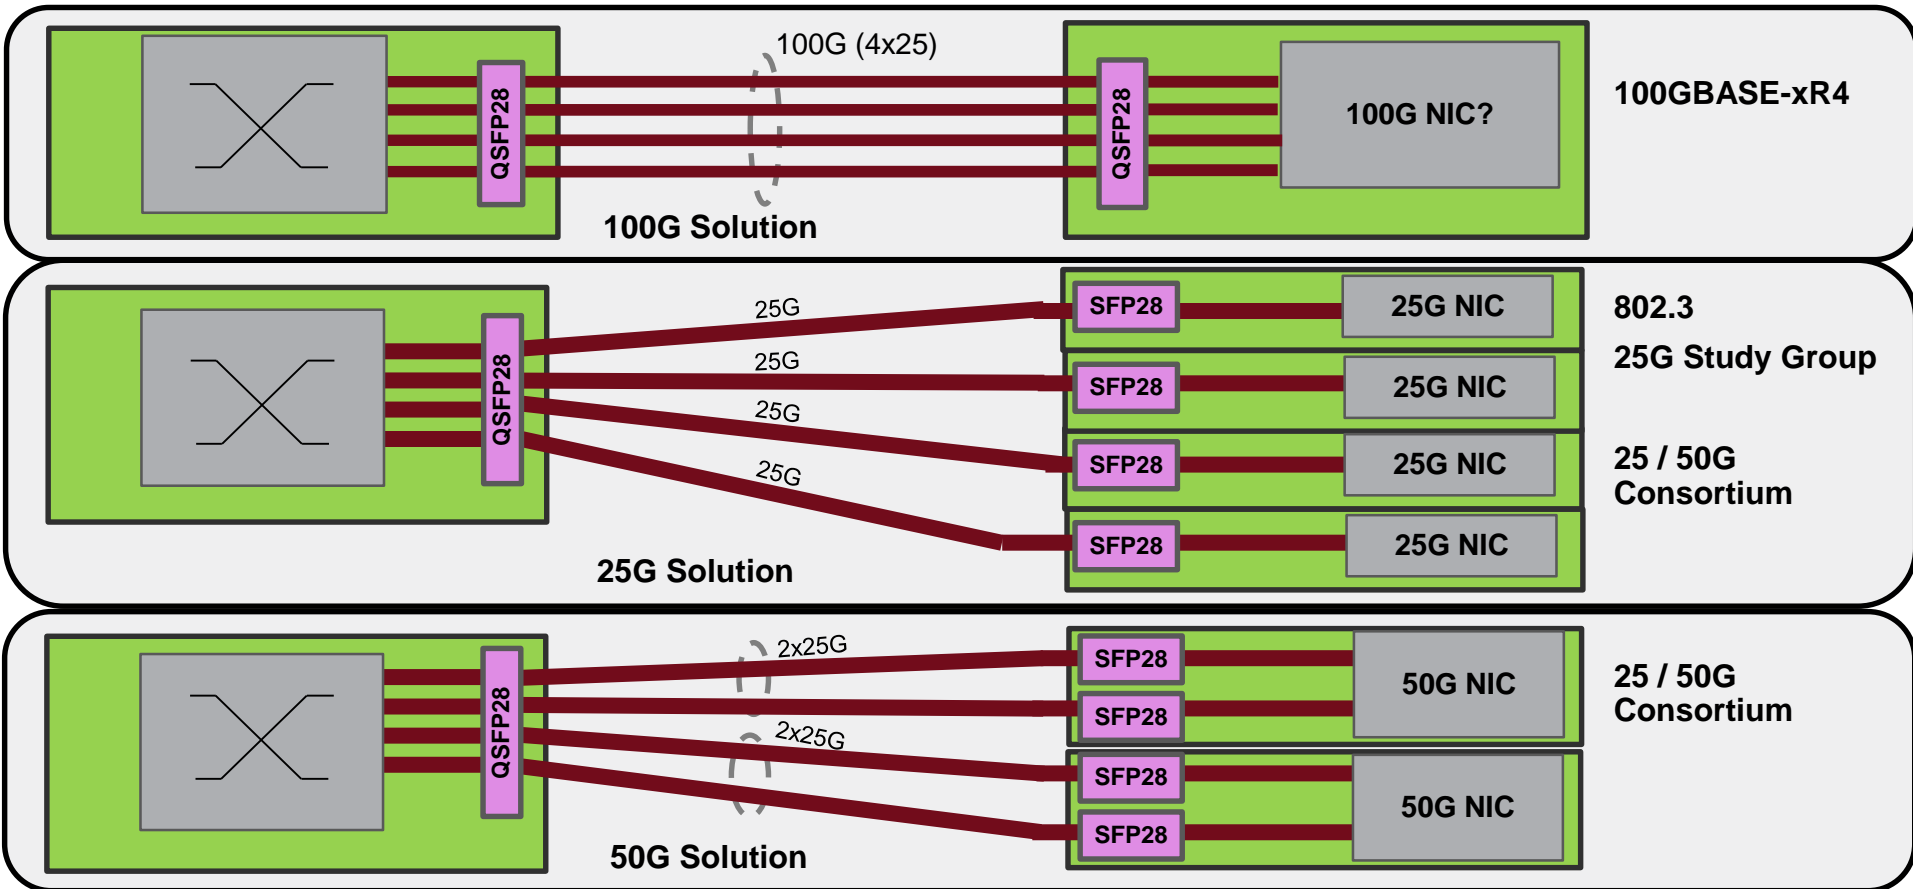 100G (4x25)
QSFP28
QSFP28
100G NIC?
100GBASE-xR4
100G Solution
QSFP28
25G
25G
25G
25G
SFP28
25G NIC
SFP28
25G NIC
SFP28
25G NIC
SFP28
25G NIC
802.3
25G Study Group
25 / 50G
Consortium
25G Solution
QSFP28
2x25G
2x25G
SFP28
SFP28
50G NIC
SFP28
SFP28
50G NIC
25 / 50G
Consortium
50G Solution